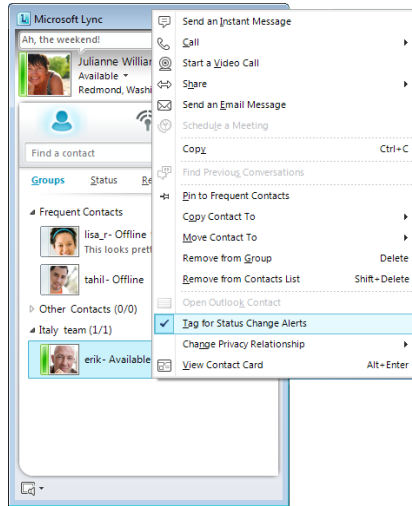 Microsoft Lync
Ah, the weekend!
Julianne Williar
Available
Redmond, Washi
Find a contact
Groups Status Re
Frequent Contacts
lisa_r- Offline
This looks prett
tahil- Offline
Other Contacts (0/0)
Italy team (1/1)
erik- Available
Send an Instant Message
Call
Start a Video Call
Share
Send an Email Message
Schedule a Meeting
Copy Ctrl+C
Find Previous Conversations
Pin to Frequent Contacts
Copy Contact To
Move Contact To
Remove from Group Delete
Remove from Contacts List Shift+Delete
Open Outlook Contact
Tag for Status Change Alerts
Change Privacy Relationship
View Contact Card Alt+Enter